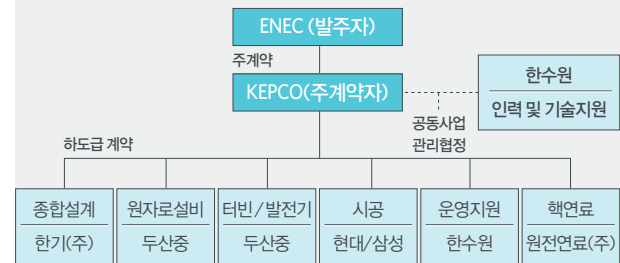 ENEC (발주자)
주계약
KEPCO(주계약자)
한수원
인력 및 기술지원
공동사업
관리협정
하도급 계약
종합설계
한기(주)
원자로설비
두산중
터빈/발전기
두산중
시공
현대/삼성
운영지원
한수원
핵연료
원전연료(주)